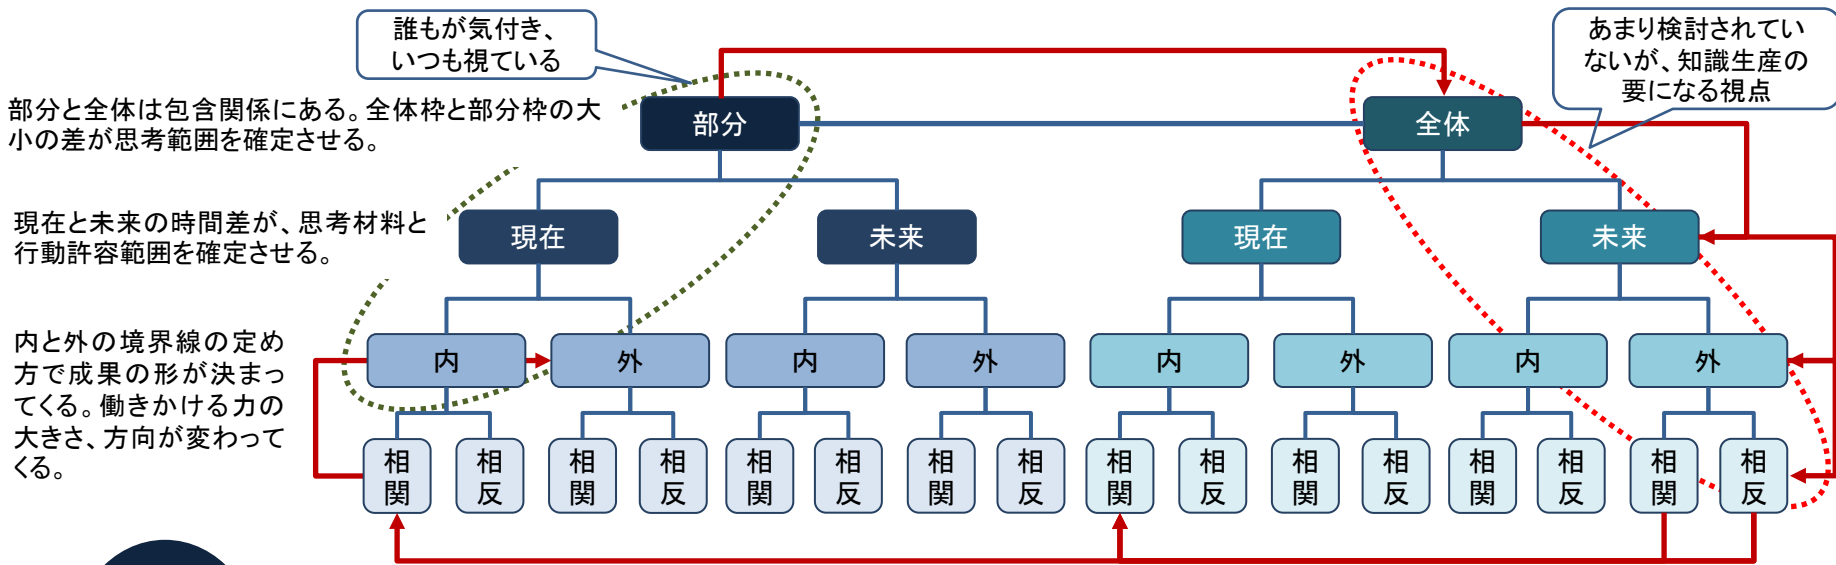 誰もが気付き、
いつも視ている
あまり検討されてい
ないが、知識生産の
要になる視点
部分と全体は包含関係にある。全体枠と部分枠の大
小の差が思考範囲を確定させる。
部分
全体
現在と未来の時間差が、思考材料と
行動許容範囲を確定させる。
現在
未来
現在
未来
内と外の境界線の定め
方で成果の形が決まっ
てくる。働きかける力の
大きさ、方向が変わって
くる。
内
外
内
外
内
外
内
外
相関
相反
相関
相反
相関
相反
相関
相反
相関
相反
相関
相反
相関
相反
相関
相反